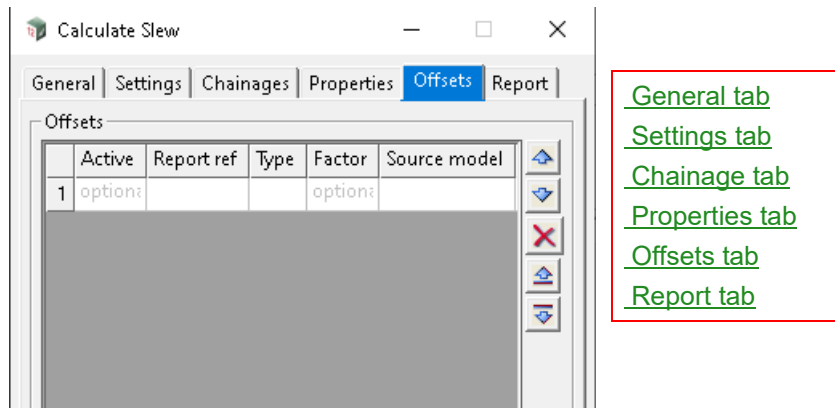 Calculate Slew
General Settings Chainages Properties Offsets Report
Offsets
Active Report ref Type Factor Source model
1 optiona optiona
General tab
Settings tab
Chainage tab
Properties tab
Offsets tab
Report tab